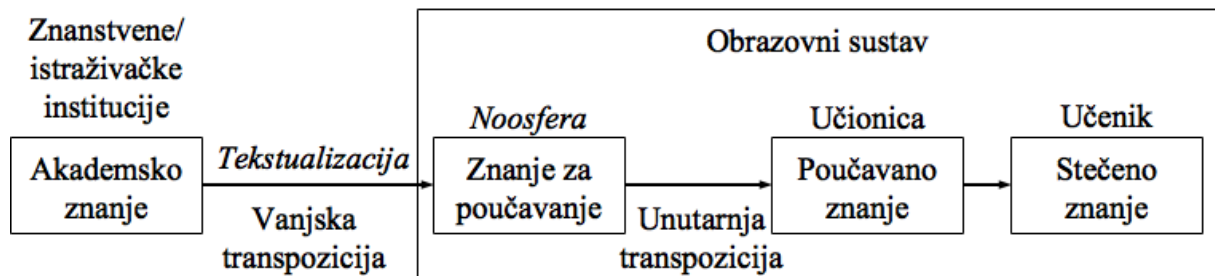 Znanstvene/
istraživačke
institucije
Akademsko
znanje
Tekstualizacija
Vanjska
transpozicija
Obrazovni sustav
Noosfera
Znanje za
poučavanje
Unutarnja
transpozicija
Učionica
Poučavano
znanje
Učenik
Stečeno
znanje